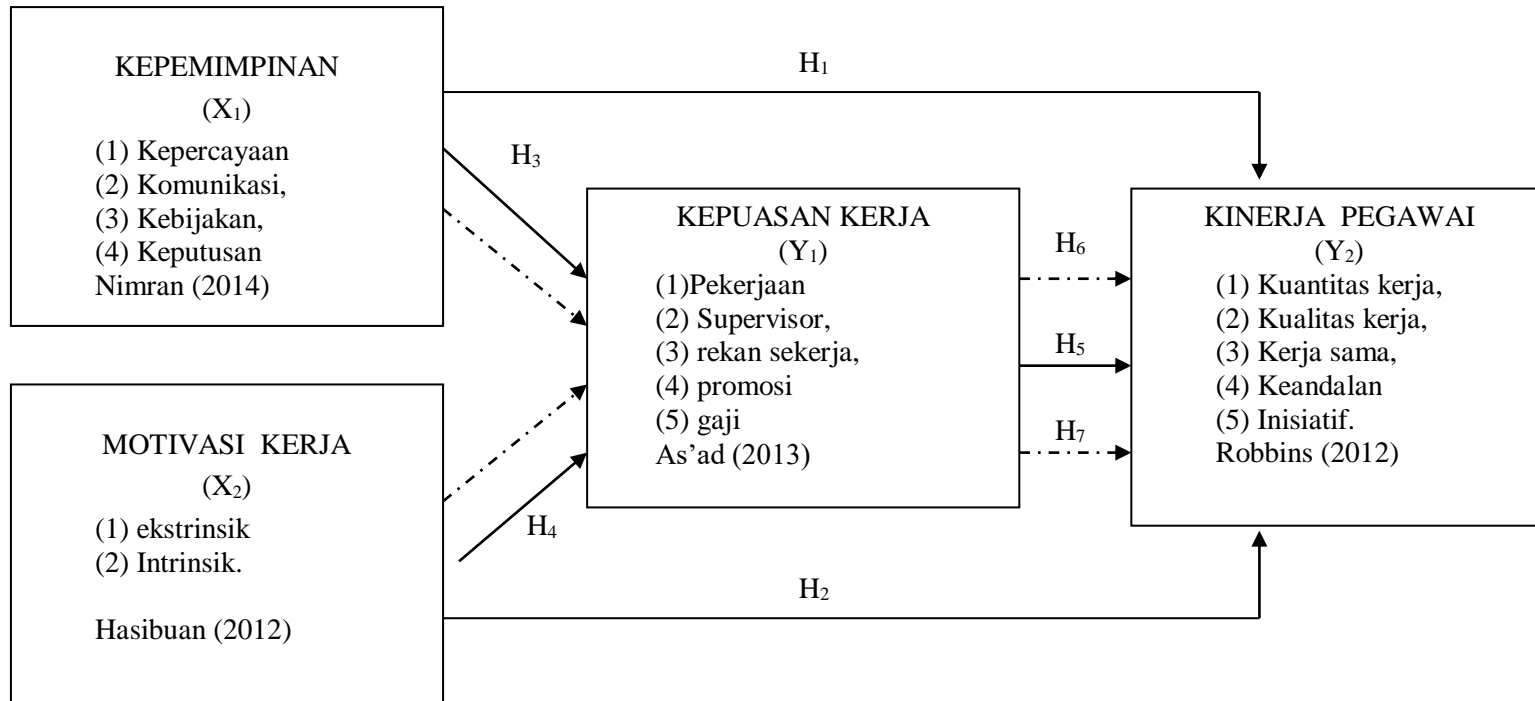 KEPEMIMPINAN
(X₁)
(1) Kepercayaan
(2) Komunikasi,
(3) Kebijakan,
(4) Keputusan
Nimran (2014)
MOTIVASI KERJA
(X₂)
(1) ekstrinsik
(2) Intrinsik.
Hasibuan (2012)
H₁
H₃
H₄
H₂
KEPUASAN KERJA
(Y₁)
(1)Pekerjaan
(2) Supervisor,
(3) rekan sekerja,
(4) promosi
(5) gaji
As’ad (2013)
H₆
H₅
H₇
KINERJA PEGAWAI
(Y₂)
(1) Kuantitas kerja,
(2) Kualitas kerja,
(3) Kerja sama,
(4) Keandalan
(5) Inisiatif.
Robbins (2012)